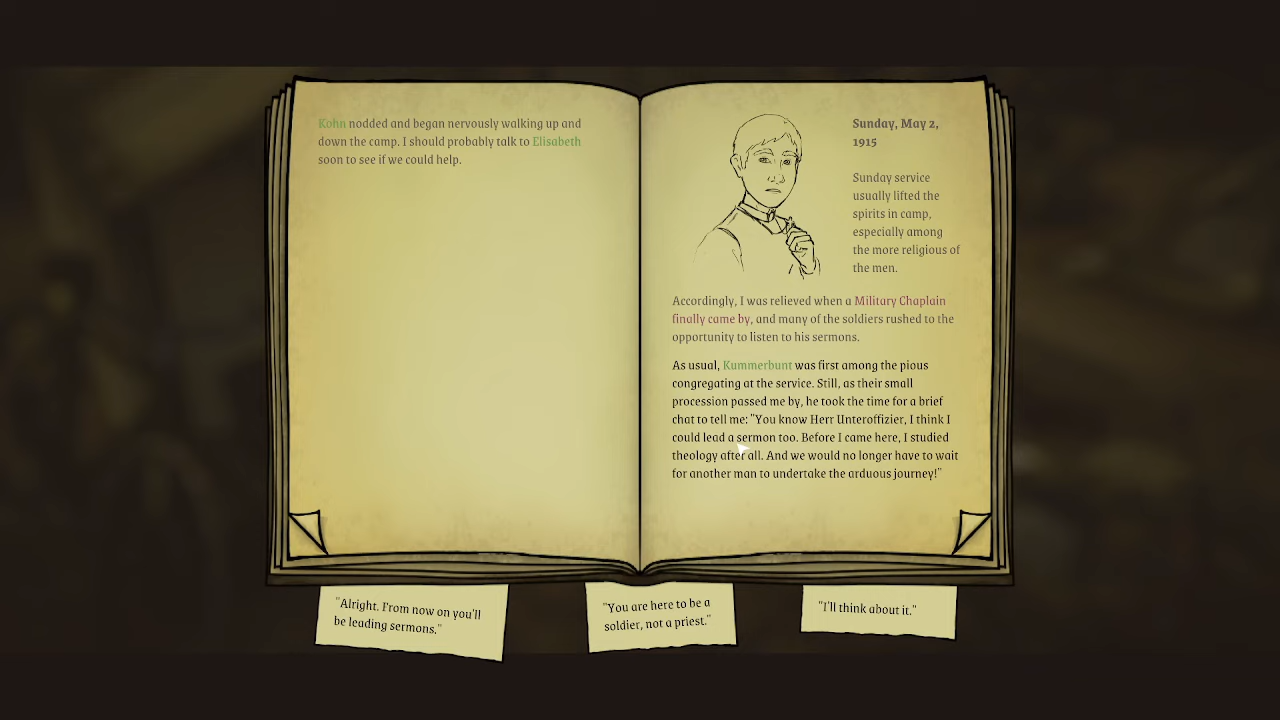 Kohn nodded and began nervously walking up and
down the camp. I should probably talk to Elisabeth
soon to see if we could help.
Sunday, May 2,
1915
Sunday service
usually lifted the
spirits in camp,
especially among
the more religious of
the men.
Accordingly, I was relieved when a Military Chaplain
finally came by, and many of the soldiers rushed to the
opportunity to listen to his sermons.
As usual, Kummerbunt was first among the pious
congregating at the service. Still, as their small
procession passed me by, he took the time for a brief
chat to tell me: "You know Herr Unteroffizier, I think I
could lead a sermon too. Before I came here, I studied
theology after all. And we would no longer have to wait
for another man to undertake the arduous journey!"
"Alright. From now on you'll
be leading sermons."
"You are here to be a
soldier, not a priest."
"I'll think about it."